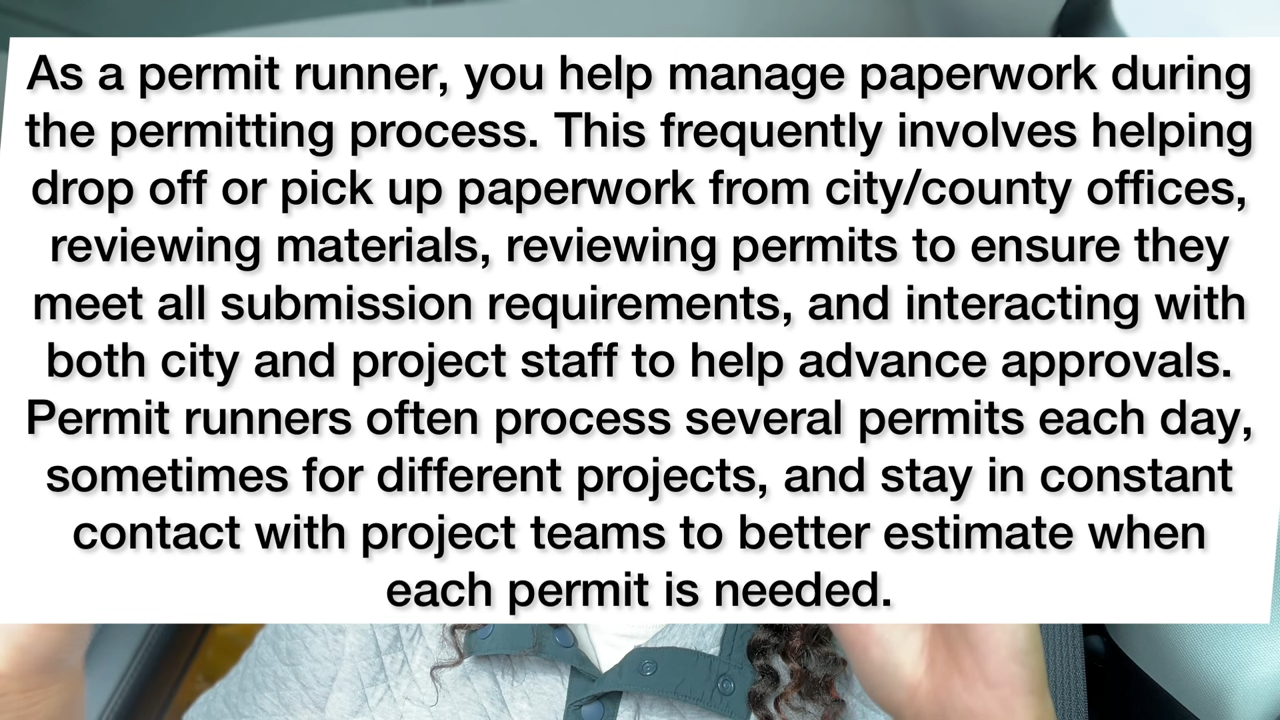 As a permit runner, you help manage paperwork during
the permitting process. This frequently involves helping
drop off or pick up paperwork from city/county offices,
reviewing materials, reviewing permits to ensure they
meet all submission requirements, and interacting with
both city and project staff to help advance approvals.
Permit runners often process several permits each day,
sometimes for different projects, and stay in constant
contact with project teams to better estimate when
each permit is needed.